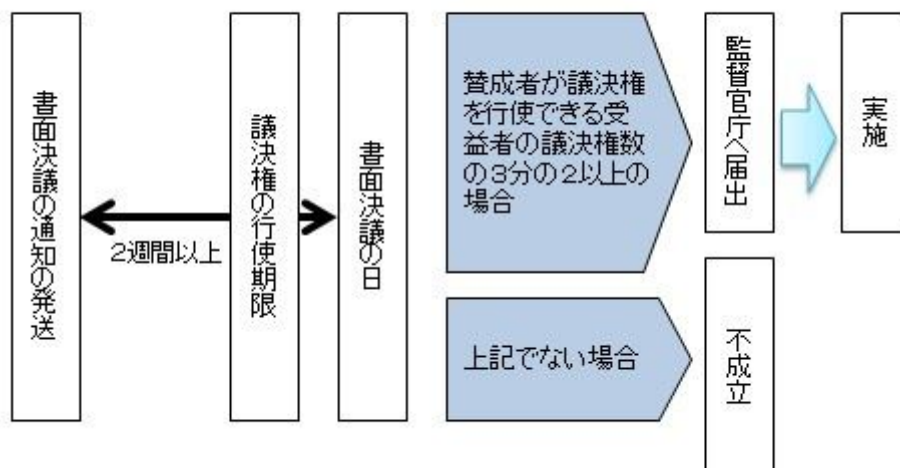 書面決議の通知の発送
2週間以上
議決権の行使期限
書面決議の日
賛成者が議決権
を行使できる受
益者の議決権数
の3分の2以上の
場合
監督官庁へ届出
実施
上記でない場合
不成立